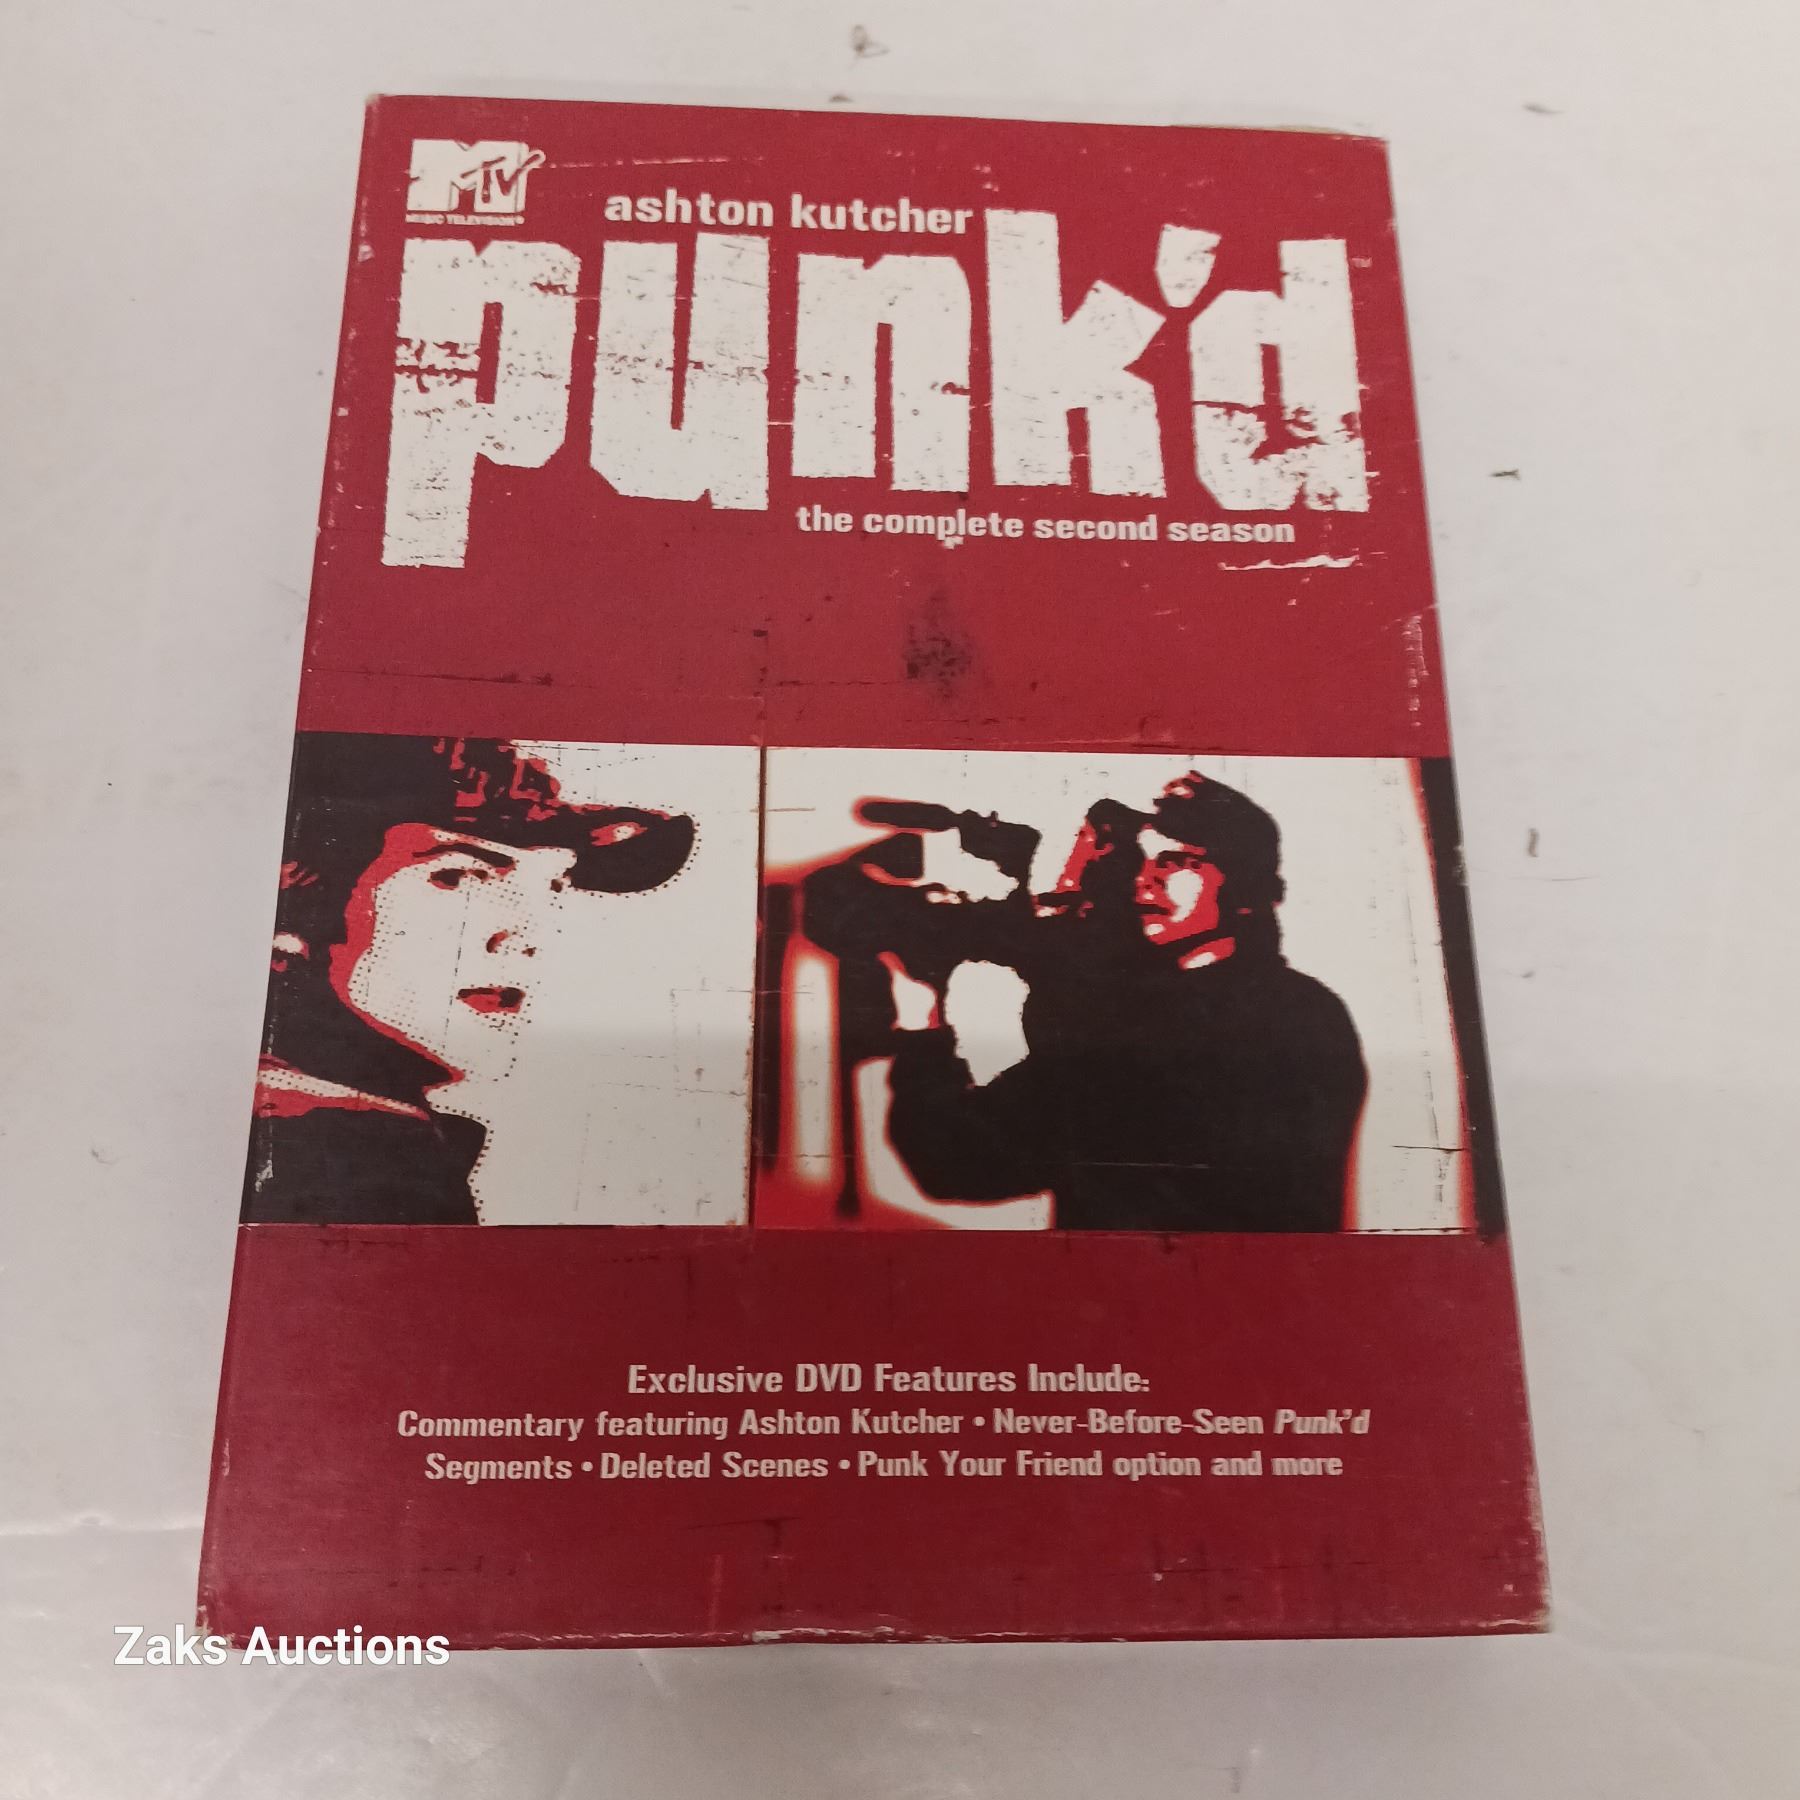 MTV
MUSIC TELEVISION®
ashton kutcher
punk'd
TM
the complete second season
Exclusive DVD Features Include:
Commentary featuring Ashton Kutcher • Never-Before-Seen Punk'd
Segments • Deleted Scenes • Punk Your Friend option and more
Zaks Auctions